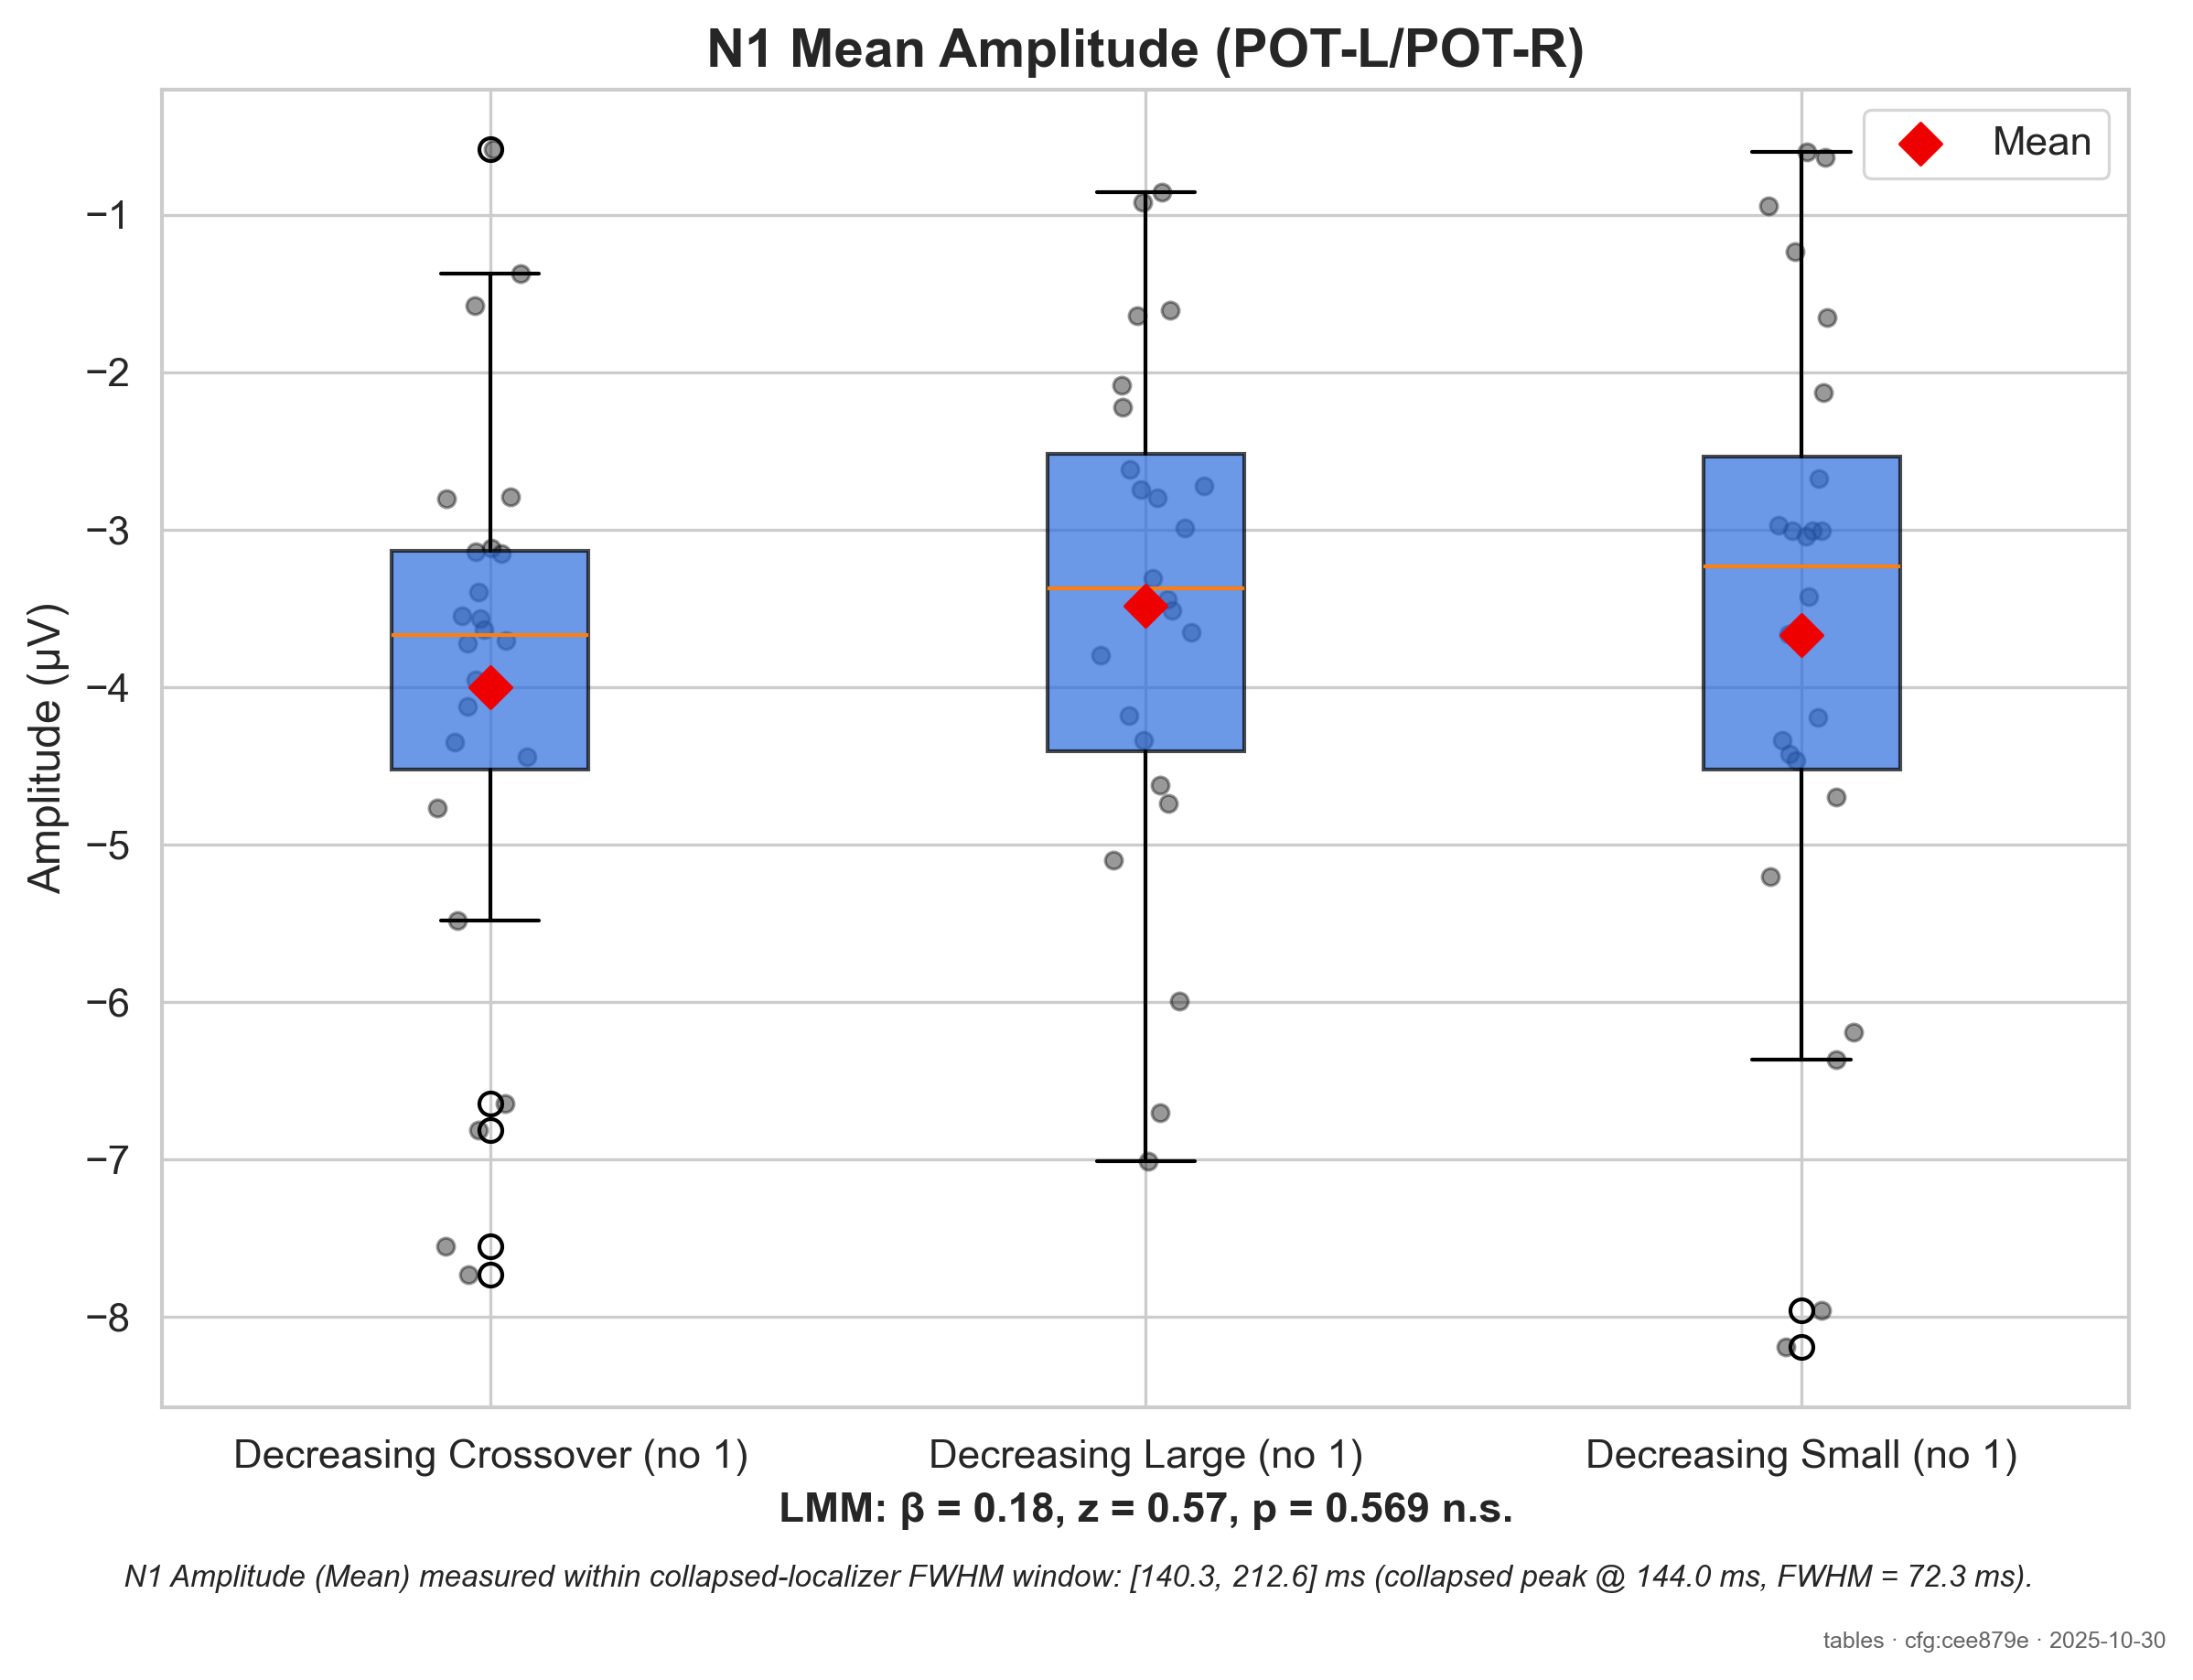 N1 Mean Amplitude (POT-L/POT-R)
Mean
Amplitude (µV)
−1
−2
−3
−4
−5
−6
−7
−8
Decreasing Crossover (no 1)
Decreasing Large (no 1)
Decreasing Small (no 1)
LMM: β = 0.18, z = 0.57, p = 0.569 n.s.
N1 Amplitude (Mean) measured within collapsed-localizer FWHM window: [140.3, 212.6] ms (collapsed peak @ 144.0 ms, FWHM = 72.3 ms).
tables · cfg:cee879e · 2025-10-30